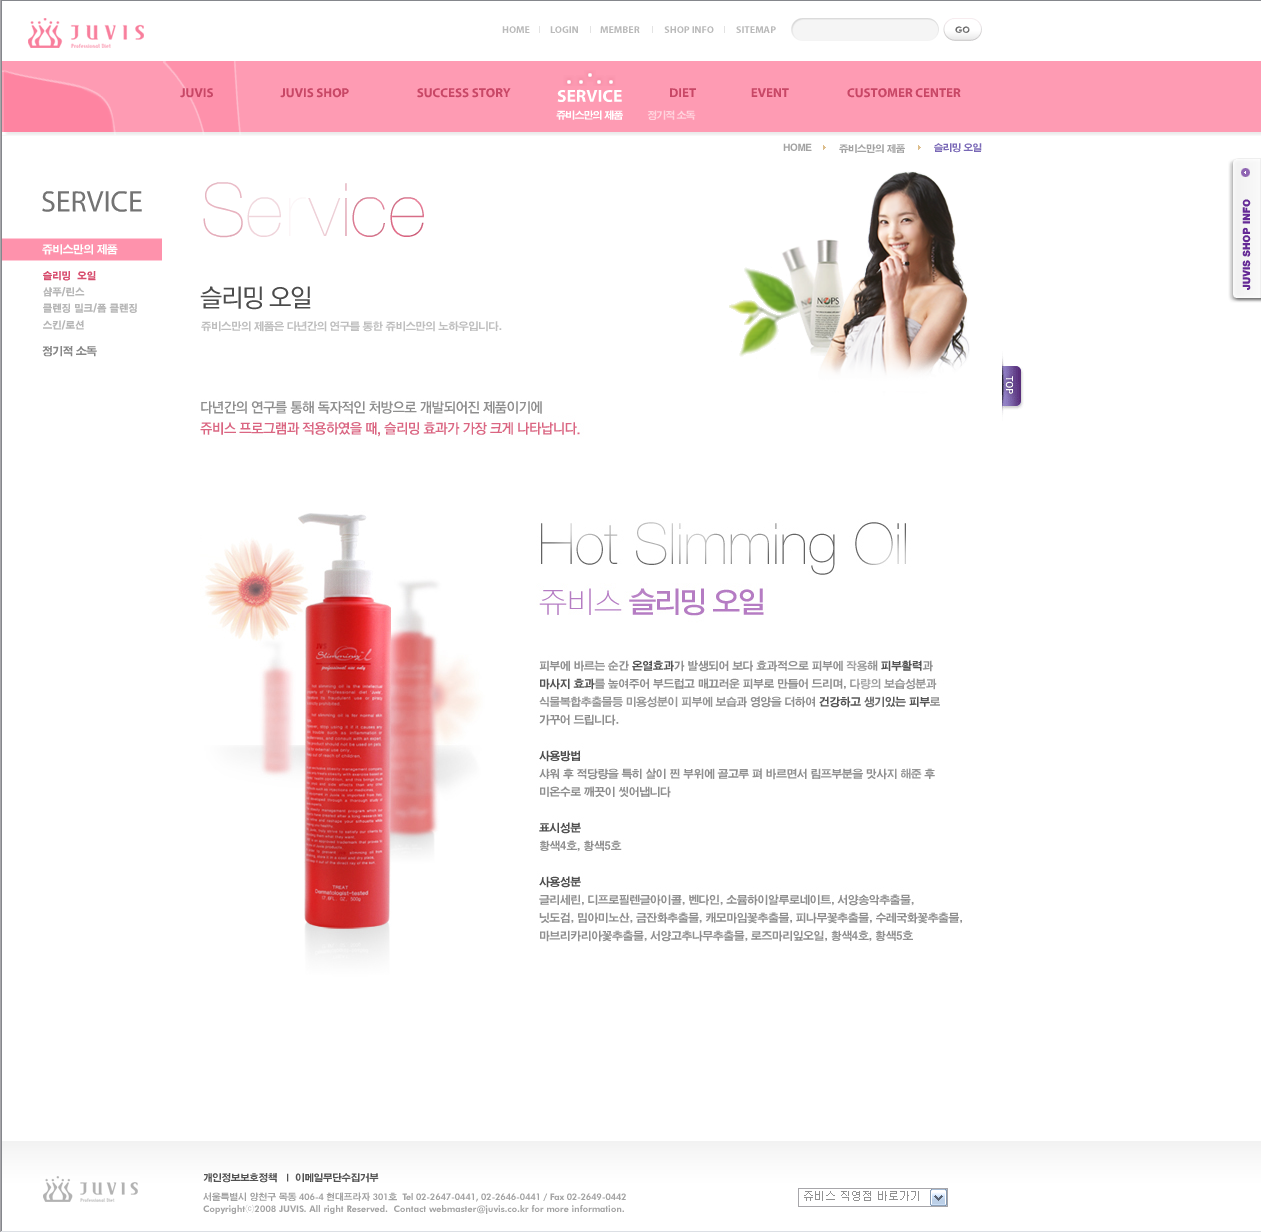 JUVIS
Professional Diet
HOME LOGIN MEMBER SHOP INFO SITEMAP GO
JUVIS JUVIS SHOP SUCCESS STORY SERVICE DIET EVENT CUSTOMER CENTER
쥬비스만의 제품 정기적 소독
HOME 쥬비스만의 제품 슬리밍 오일
SERVICE
쥬비스만의 제품
슬리밍 오일
샴푸/린스
클렌징 밀크/폼 클렌징
스킨/로션
정기적 소독
Service
슬리밍 오일
쥬비스만의 제품은 다년간의 연구를 통한 쥬비스만의 노하우입니다.
NOPS NOPS
JUVIS SHOP INFO
TOP
다년간의 연구를 통해 독자적인 처방으로 개발되어진 제품이기에
쥬비스 프로그램과 적용하였을 때, 슬리밍 효과가 가장 크게 나타납니다.
Hot Slimming Oil
쥬비스 슬리밍 오일
피부에 바르는 순간 온열효과가 발생되어 보다 효과적으로 피부에 작용해 피부활력과
마사지 효과를 높여주어 부드럽고 매끄러운 피부로 만들어 드리며, 다량의 보습성분과
식물복합추출물등 미용성분이 피부에 보습과 영양을 더하여 건강하고 생기있는 피부로
가꾸어 드립니다.
사용방법
샤워 후 적당량을 특히 살이 찐 부위에 골고루 펴 바르면서 림프부분을 맛사지 해준 후
미온수로 깨끗이 씻어냅니다
표시성분
황색4호, 황색5호
사용성분
글리세린, 디프로필렌글아이콜, 벤다인, 소듐하이알루로네이트, 서양송악추출물,
닛도검, 밈아미노산, 금잔화추출물, 캐모마임꽃추출물, 피나무꽃추출물, 수레국화꽃추출물,
마브리카리아꽃추출물, 서양고추나무추출물, 로즈마리잎오일, 황색4호, 황색5호
TREAT
Dermatologist-tested
JUVIS
Professional Diet
개인정보보호정책 | 이메일무단수집거부
서울특별시 양천구 목동 406-4 현대프라자 301호 Tel 02-2647-0441, 02-2646-0441 / Fax 02-2649-0442
Copyright(c)2008 JUVIS. All right Reserved. Contact webmaster@juvis.co.kr for more information.
쥬비스 직영점 바로가기